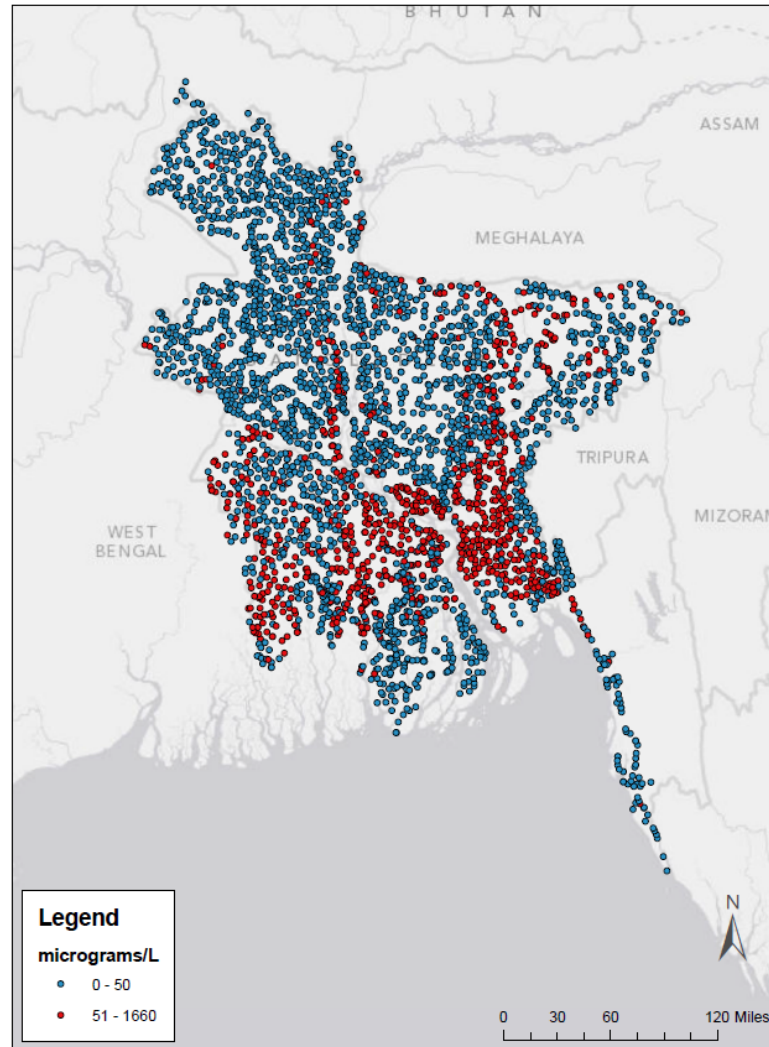 BHUTAN
ASSAM
MEGHALAYA
TRIPURA
WEST
BENGAL
MIZORAM
Legend
micrograms/L
0 - 50
51 - 1660
N
0 30 60 120 Miles